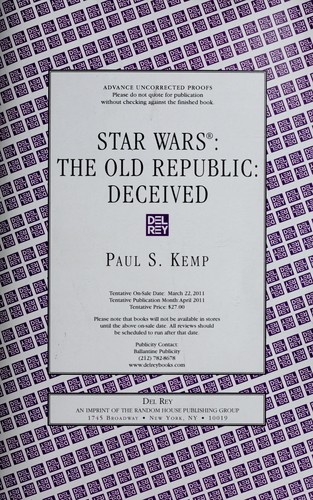 ADVANCE UNCORRECTED PROOFS
Please do not quote for publication
without checking against the finished book
STAR WARS®:
THE OLD REPUBLIC:
DECEIVED
DEL
REY
PAUL S. KEMP
Tentative On-Sale Date: March 22, 2011
Tentative Publication Month April 2011
Tentative Price: $27.00
Please note that books will not be available in stores
until the above on-sale date. All reviews should
be scheduled to run after that date.
Publicity Contact
Ballantine Publicity
(212) 782-8678
www.delreybooks.com
DEL REY
AN IMPRINT OF THE RANDOM HOUSE PUBLISHING GROUP
1745 BROADWAY • NEW YORK, NY • 10019